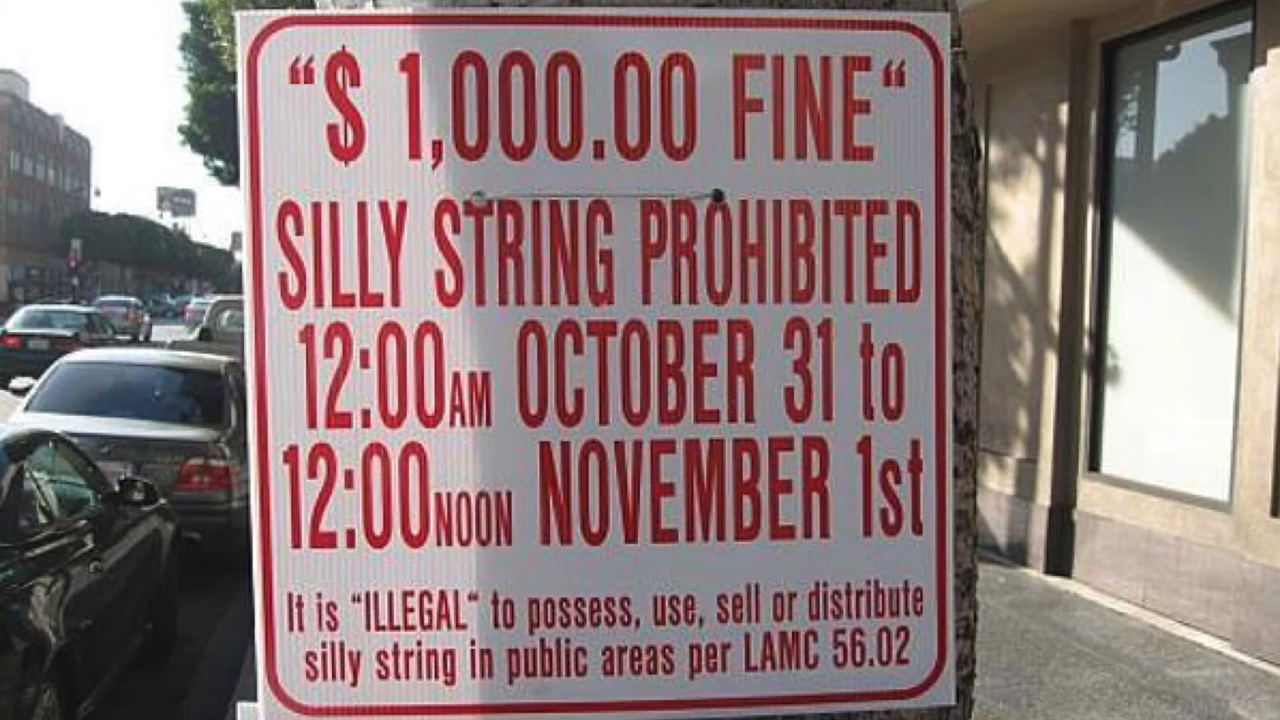 “$ 1,000.00 FINE“
SILLY STRING PROHIBITED
12:00AM OCTOBER 31 to
12:00NOON NOVEMBER 1st
It is “ILLEGAL“ to possess, use, sell or distribute
silly string in public areas per LAMC 56.02